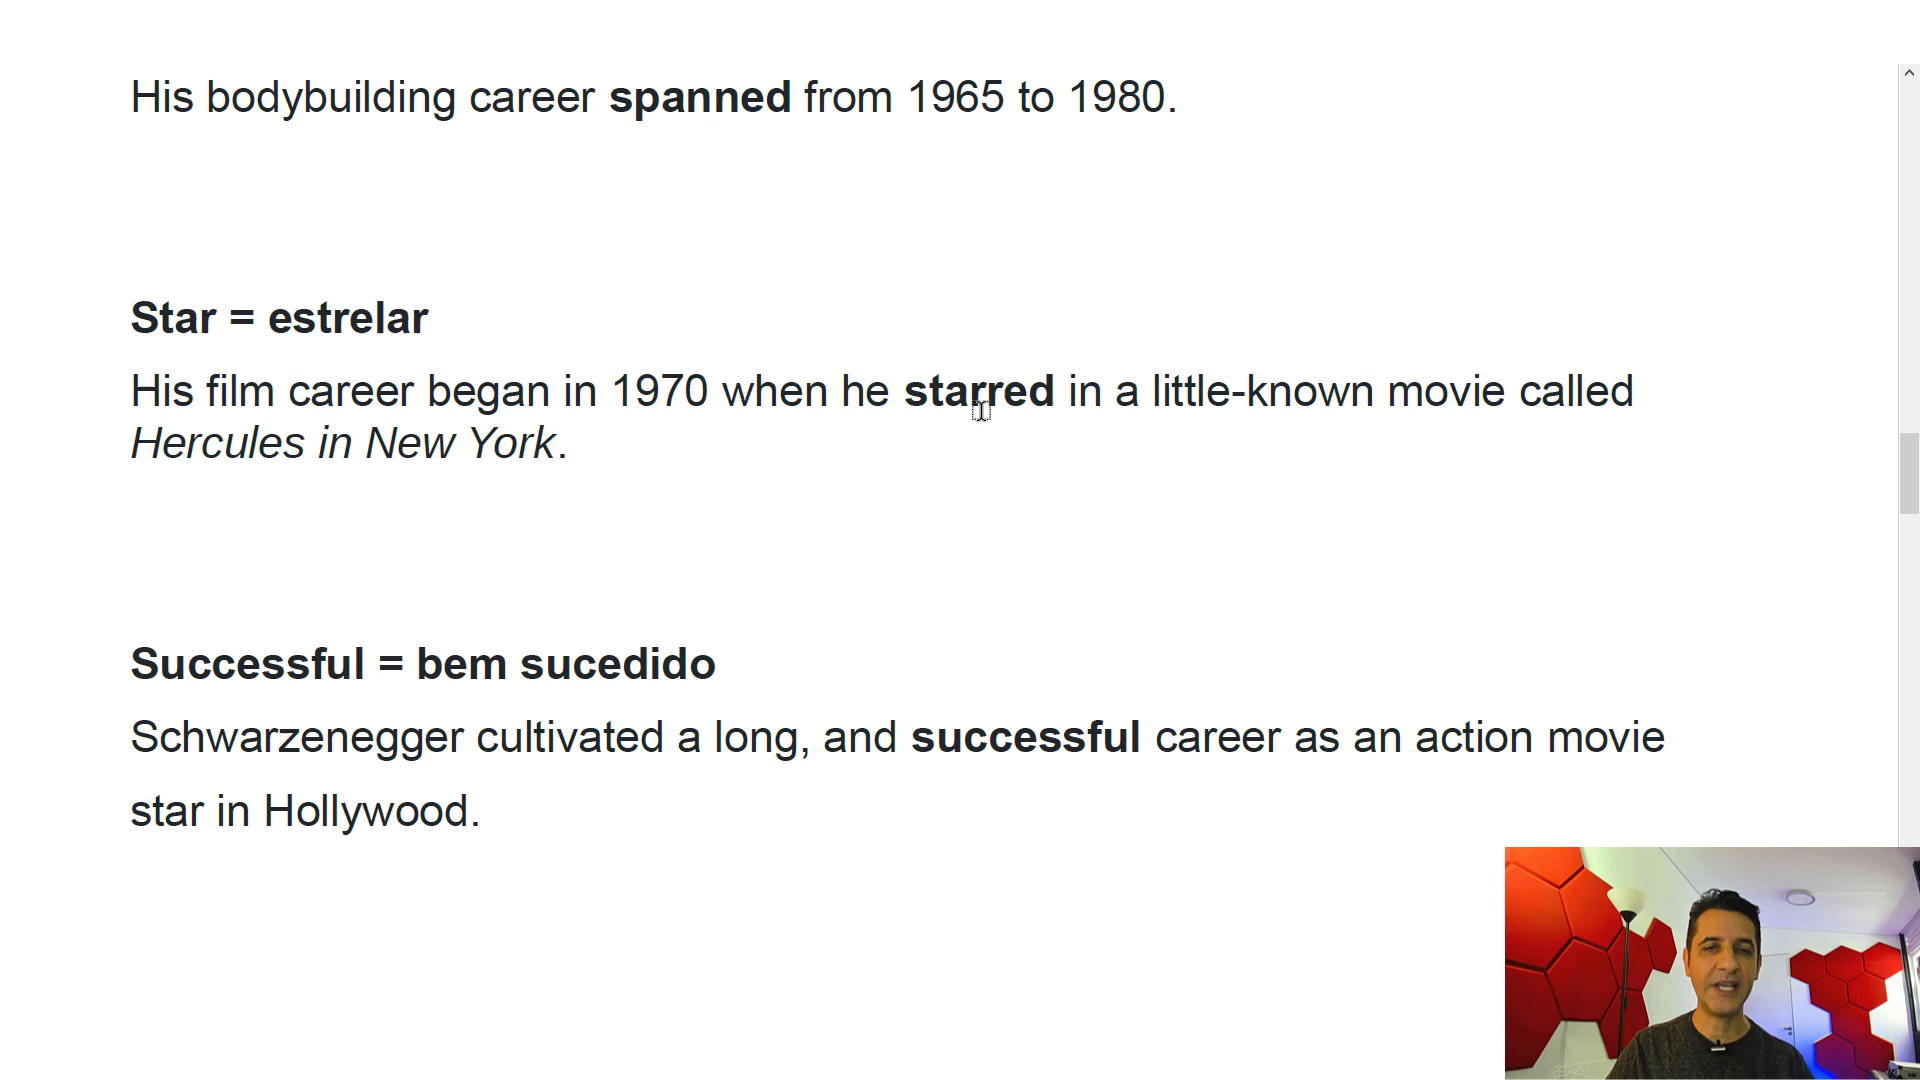 His bodybuilding career spanned from 1965 to 1980.
Star = estrelar
His film career began in 1970 when he starred in a little-known movie called
Hercules in New York.
Successful = bem sucedido
Schwarzenegger cultivated a long, and successful career as an action movie
star in Hollywood.